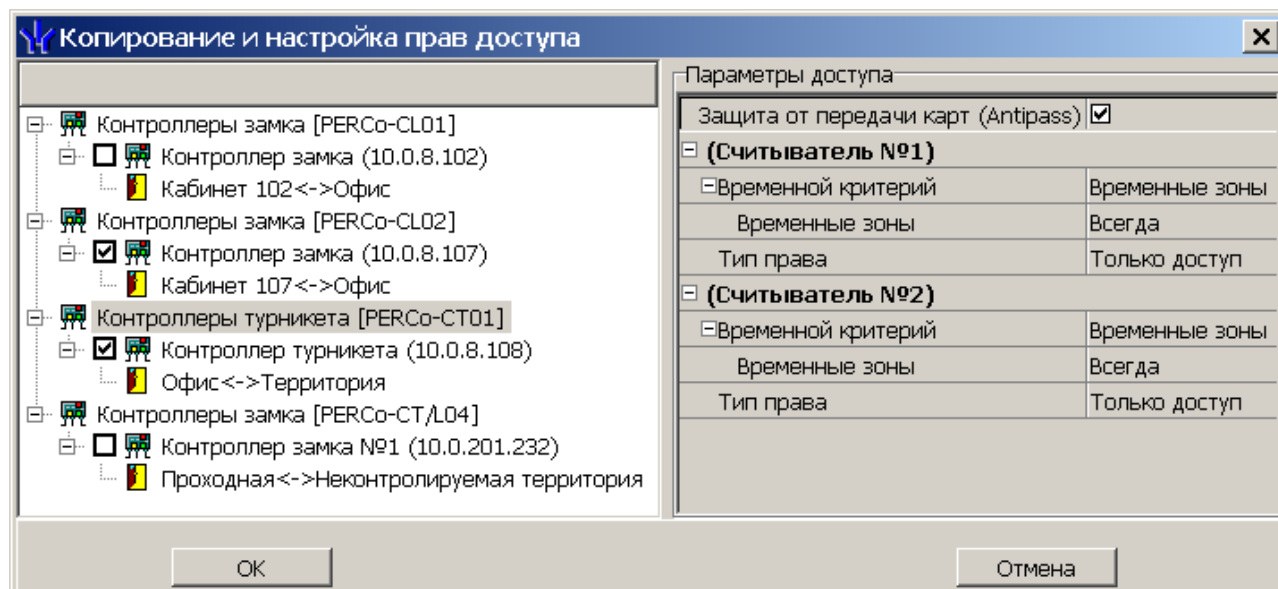 Копирование и настройка прав доступа
Контроллеры замка [PERCo-CL01]
Контроллер замка (10.0.8.102)
Кабинет 102<->Офис
Контроллеры замка [PERCo-CL02]
Контроллер замка (10.0.8.107)
Кабинет 107<->Офис
Контроллеры турникета [PERCo-CT01]
Контроллер турникета (10.0.8.108)
Офис<->Территория
Контроллеры замка [PERCo-CT/L04]
Контроллер замка №1 (10.0.201.232)
Проходная<->Неконтролируемая территория
Параметры доступа
Защита от передачи карт (Antipass)
(Считыватель №1)
Временной критерий Временные зоны
Временные зоны Всегда
Тип права Только доступ
(Считыватель №2)
Временной критерий Временные зоны
Временные зоны Всегда
Тип права Только доступ
OK Отмена